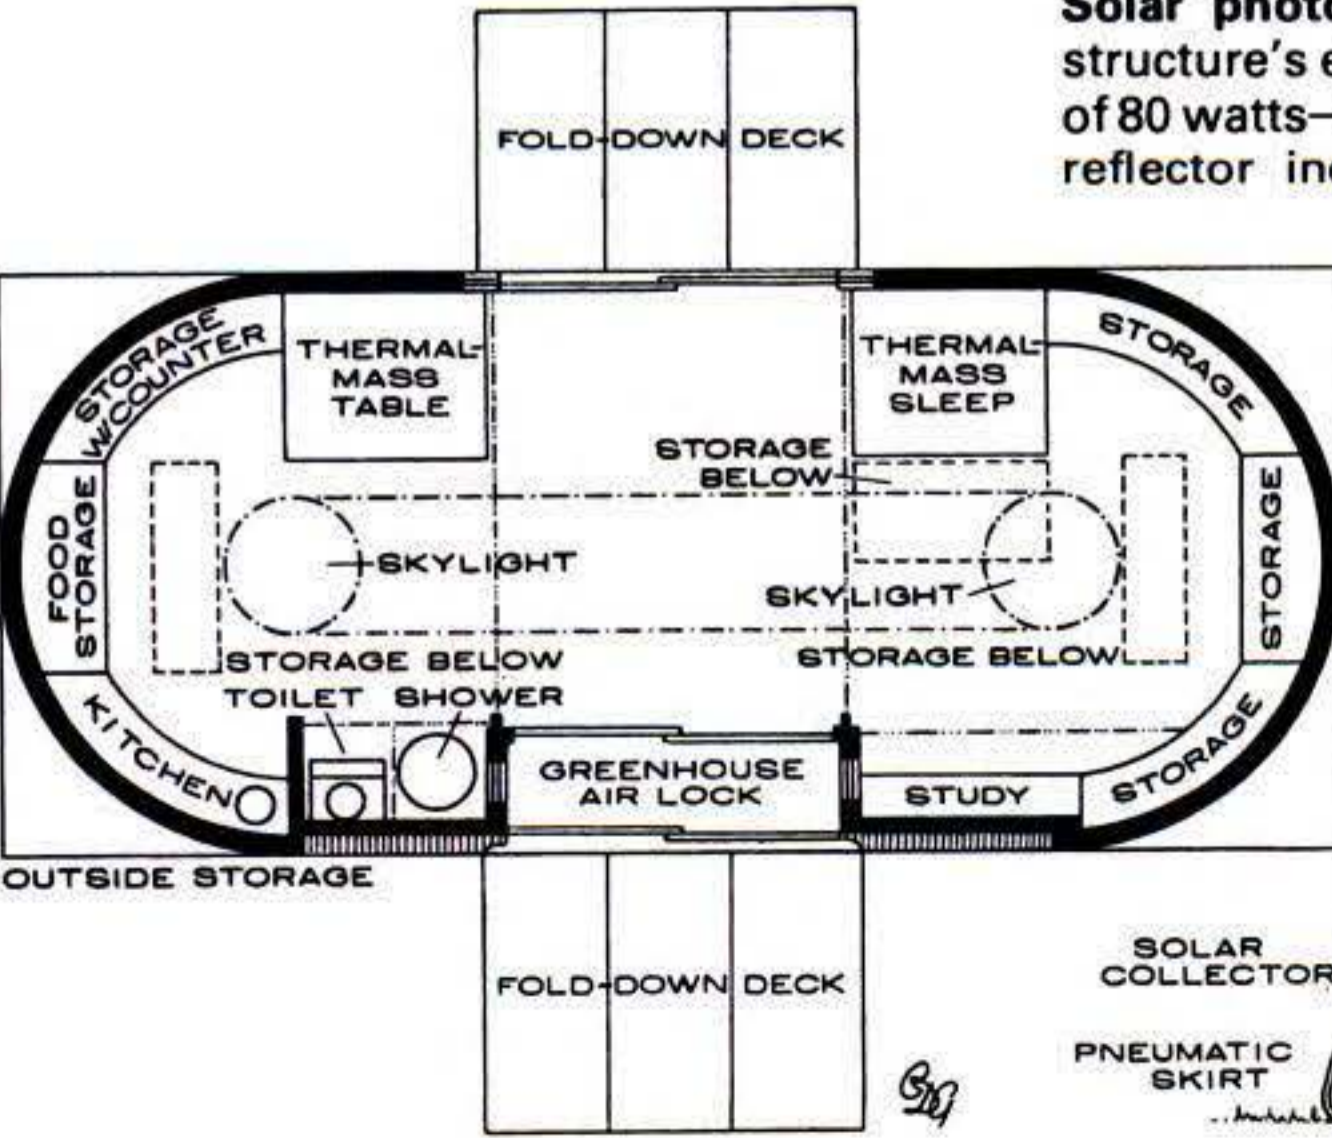 Solar
structure's
of 80 watts—
reflector
FOLD-DOWN DECK
STORAGE
W/COUNTER
THERMAL-
MASS
TABLE
THERMAL-
MASS
SLEEP
STORAGE
STORAGE
BELOW
FOOD
STORAGE
SKYLIGHT
SKYLIGHT
STORAGE
STORAGE BELOW
STORAGE BELOW
TOILET SHOWER
KITCHEN
GREENHOUSE
AIR LOCK
STUDY
STORAGE
OUTSIDE STORAGE
FOLD-DOWN DECK
SOLAR
COLLECTOR
PNEUMATIC
SKIRT